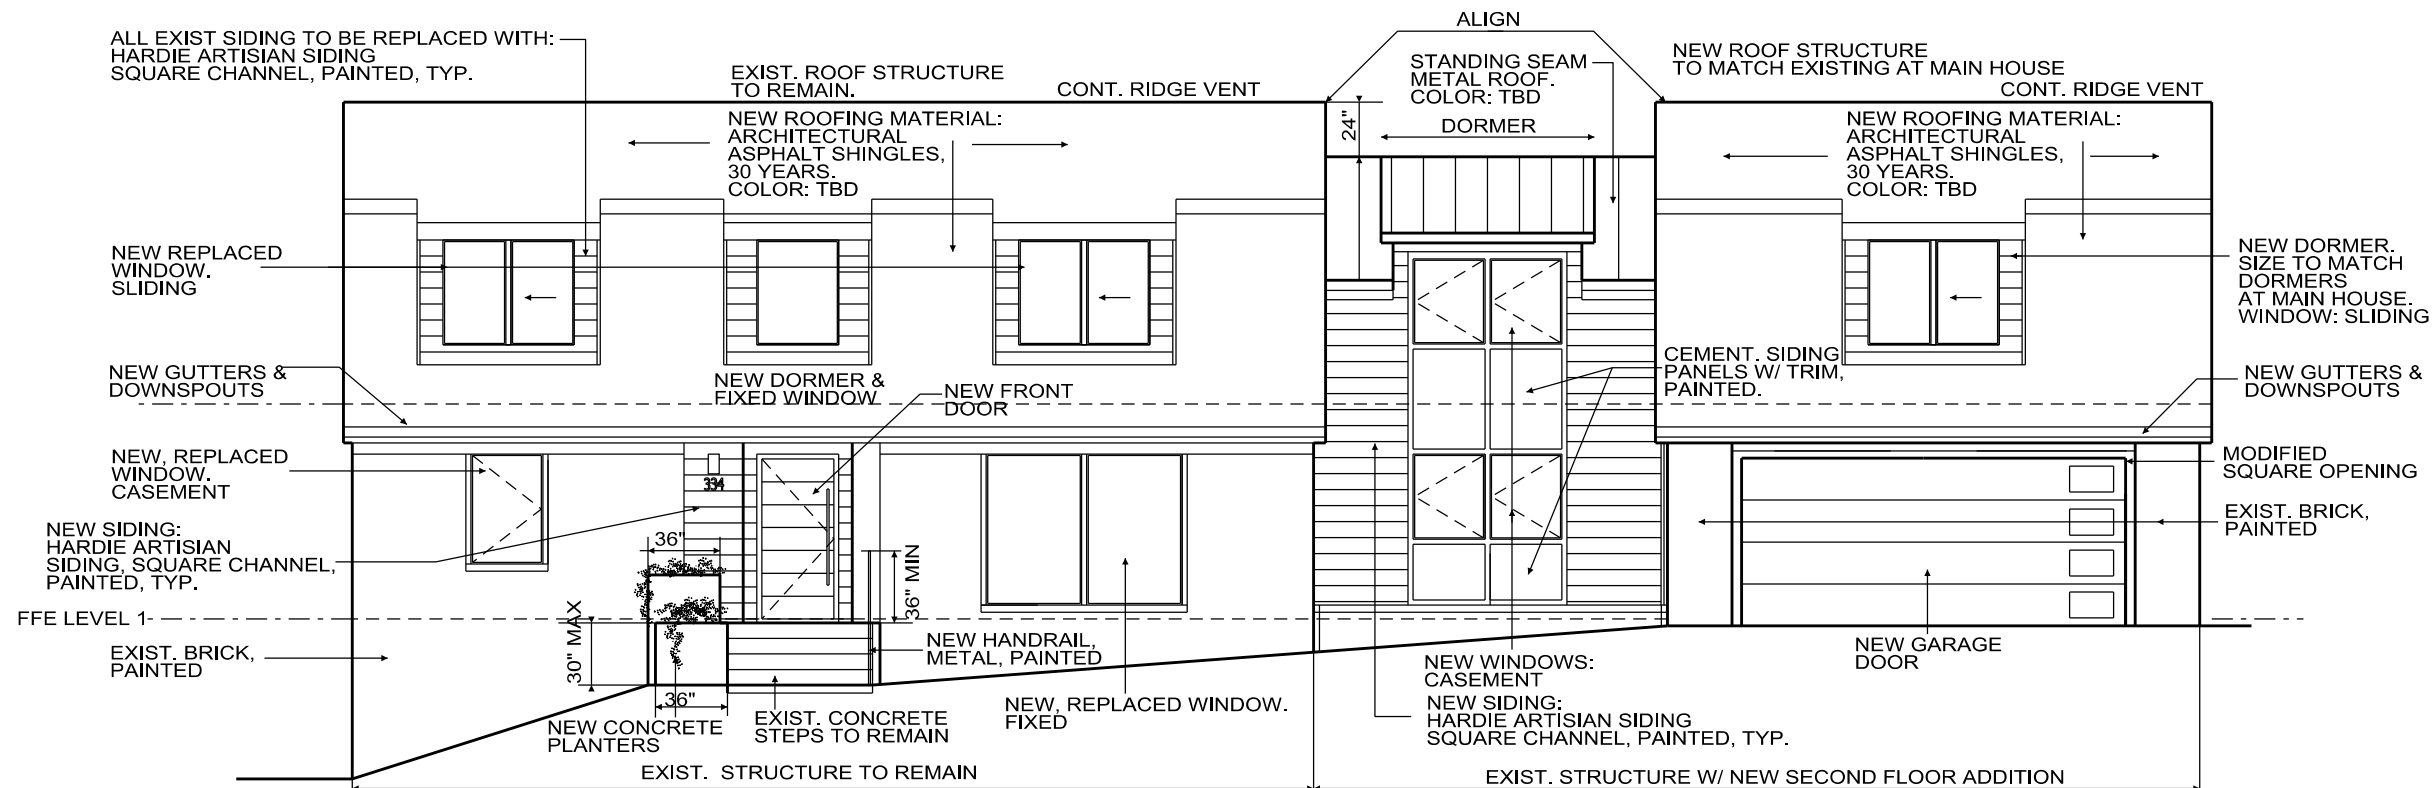 ALIGN
ALL EXIST SIDING TO BE REPLACED WITH:
HARDIE ARTISIAN SIDING
SQUARE CHANNEL, PAINTED, TYP.
EXIST. ROOF STRUCTURE
TO REMAIN.
CONT. RIDGE VENT
STANDING SEAM
METAL ROOF.
COLOR: TBD
NEW ROOF STRUCTURE
TO MATCH EXISTING AT MAIN HOUSE
CONT. RIDGE VENT
NEW ROOFING MATERIAL:
ARCHITECTURAL
ASPHALT SHINGLES,
30 YEARS.
COLOR: TBD
24"
DORMER
NEW ROOFING MATERIAL:
ARCHITECTURAL
ASPHALT SHINGLES,
30 YEARS.
COLOR: TBD
NEW REPLACED
WINDOW.
SLIDING
NEW DORMER.
SIZE TO MATCH
DORMERS
AT MAIN HOUSE.
WINDOW: SLIDING
NEW GUTTERS &
DOWNSPOUTS
NEW DORMER &
FIXED WINDOW
NEW FRONT
DOOR
CEMENT. SIDING
PANELS W/ TRIM,
PAINTED.
NEW GUTTERS &
DOWNSPOUTS
NEW, REPLACED
WINDOW.
CASEMENT
334
MODIFIED
SQUARE OPENING
NEW SIDING:
HARDIE ARTISIAN
SIDING, SQUARE CHANNEL,
PAINTED, TYP.
EXIST. BRICK,
PAINTED
36"
36" MIN
FFE LEVEL 1
30" MAX
EXIST. BRICK,
PAINTED
NEW HANDRAIL,
METAL, PAINTED
NEW GARAGE
DOOR
NEW WINDOWS:
CASEMENT
36"
NEW CONCRETE
PLANTERS
EXIST. CONCRETE
STEPS TO REMAIN
NEW, REPLACED WINDOW.
FIXED
NEW SIDING:
HARDIE ARTISIAN SIDING
SQUARE CHANNEL, PAINTED, TYP.
EXIST. STRUCTURE TO REMAIN
EXIST. STRUCTURE W/ NEW SECOND FLOOR ADDITION